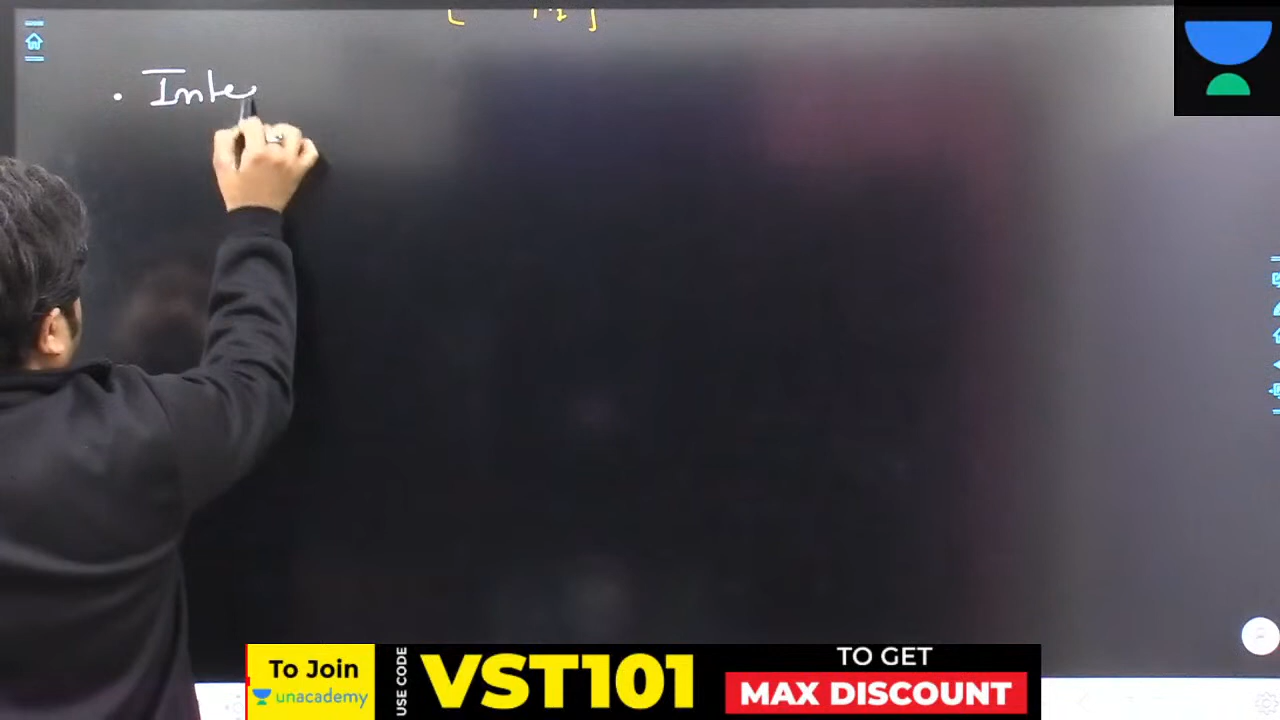 • Inte
To Join
unacademy
USE CODE
VST101
TO GET
MAX DISCOUNT